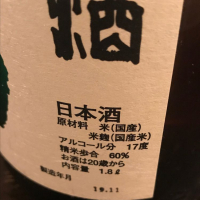 酒
日本酒
原材料 米(国産)
米麹(国産米)
アルコール分 17度
精米歩合 60%
お酒は20歳から
内容量 1.8ℓ
製造年月 19.11